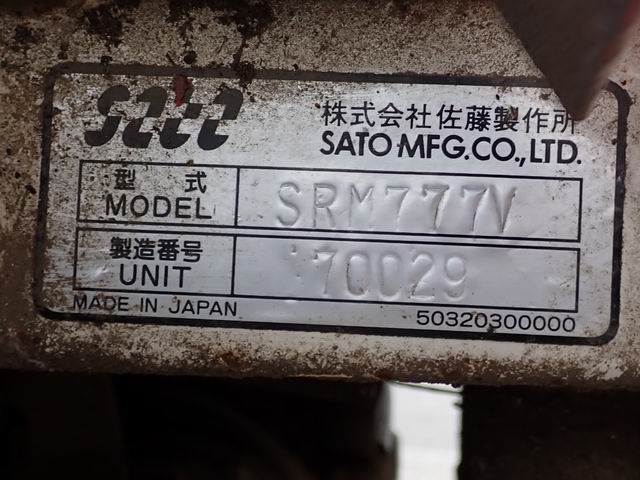 sato
株式会社佐藤製作所
SATO MFG.CO.,LTD.
型式
MODEL SRM777V
製造番号
UNIT 70029
MADE IN JAPAN
50320300000